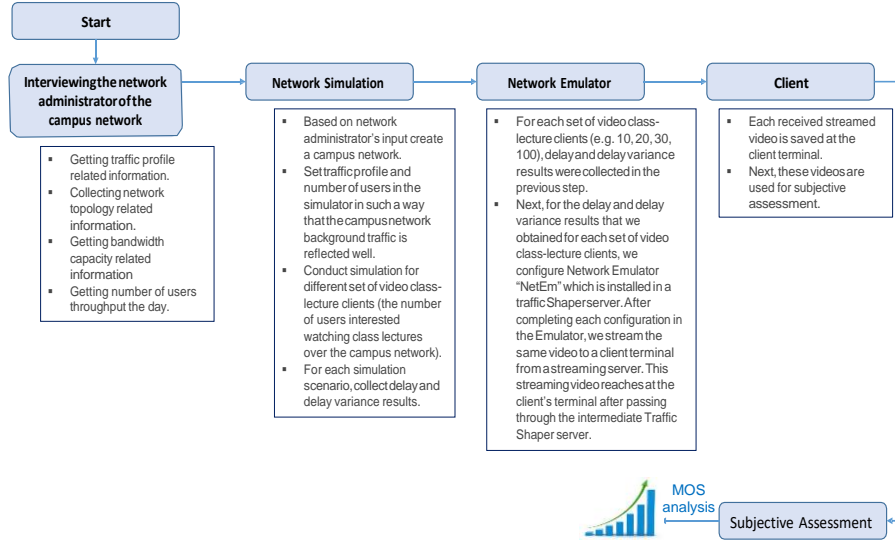 Start
Interviewing the network
administrator of the
campus network
▪ Getting traffic profile
related information.
▪ Collecting network
topology related
information.
▪ Getting bandwidth
capacity related
information
▪ Getting number of users
throughput the day.
Network Simulation
▪ Based on network
administrator's input create
a campus network.
▪ Set traffic profile and
number of users in the
simulator in such a way
that the campus network
background traffic is
reflected well.
▪ Conduct simulation for
different set of video class-
lecture clients (the number
of users interested
watching class lectures
over the campus network).
▪ For each simulation
scenario, collect delay and
delay variance results.
Network Emulator
▪ For each set of video class-
lecture clients (e.g. 10, 20, 30,
100), delay and delay variance
results were collected in the
previous step.
▪ Next, for the delay and delay
variance results that we
obtained for each set of video
class-lecture clients, we
configure Network Emulator
"NetEm" which is installed in a
traffic Shaper server. After
completing each configuration in
the Emulator, we stream the
same video to a client terminal
from a streaming server. This
streaming video reaches at the
client's terminal after passing
through the intermediate Traffic
Shaper server.
Client
▪ Each received streamed
video is saved at the
client terminal.
▪ Next, these videos are
used for subjective
assessment.
MOS
analysis
Subjective Assessment